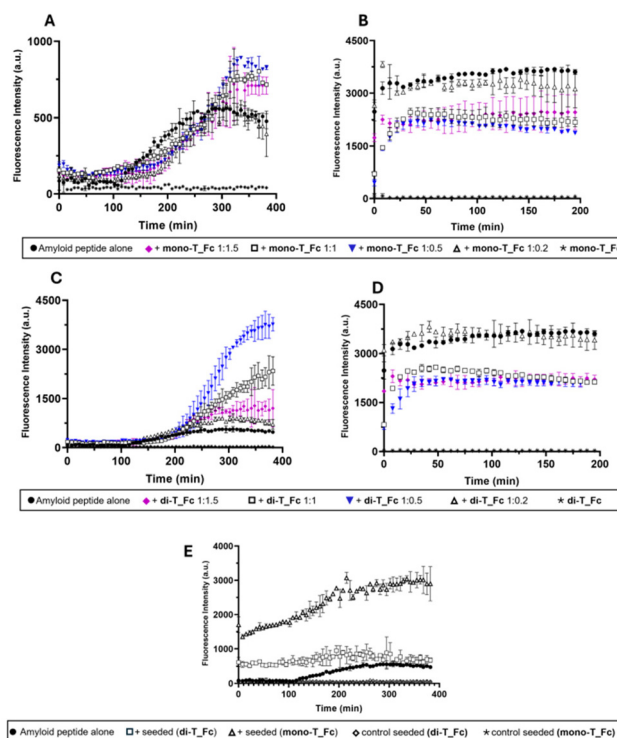 A
B
Fluorescence Intensity (a.u.)
1000
500
0
0 100 200 300 400
Time (min)
Fluorescence Intensity (a.u.)
4500
3000
1500
0
0 50 100 150 200
Time (min)
Amyloid peptide alone + mono-T_Fc 1:1.5 + mono-T_Fc 1:1 + mono-T_Fc 1:0.5 + mono-T_Fc 1:0.2 mono-T_Fc
C
D
Fluorescence Intensity (a.u.)
4500
3000
1500
0
0 100 200 300 400
Time (min)
Fluorescence Intensity (a.u.)
4500
3000
1500
0
0 50 100 150 200
Time (min)
Amyloid peptide alone + di-T_Fc 1:1.5 + di-T_Fc 1:1 + di-T_Fc 1:0.5 + di-T_Fc 1:0.2 di-T_Fc
E
Fluorescence Intensity (a.u.)
4000
3000
2000
1000
0
0 100 200 300 400
Time (min)
Amyloid peptide alone + seeded (di-T_Fc) + seeded (mono-T_Fc) control seeded (di-T_Fc) control seeded (mono-T_Fc)